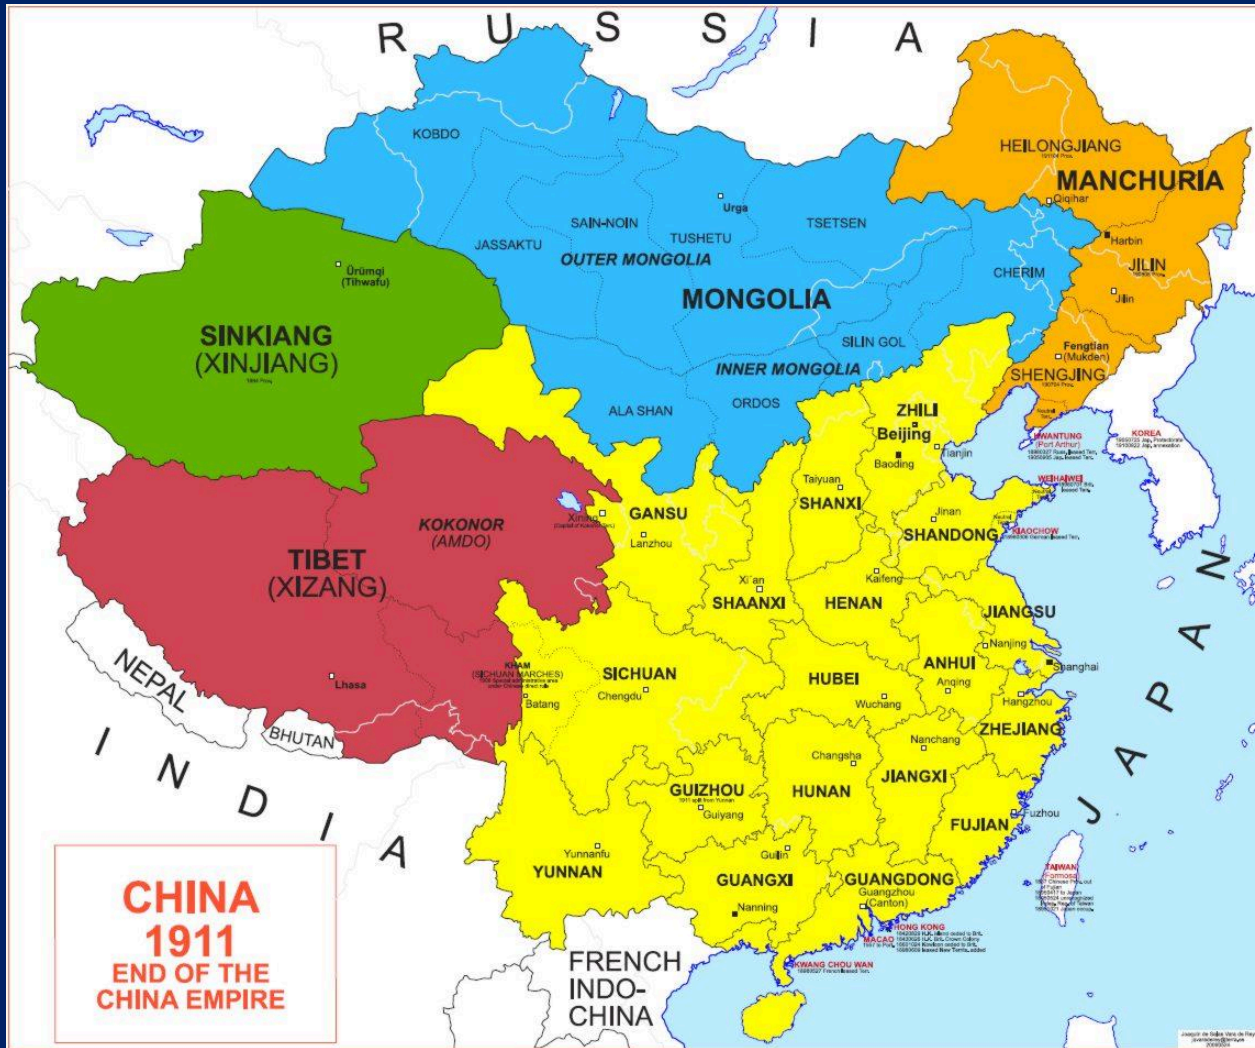 RUSSIA
KOBDO
HEILONGJIANG
MANCHURIA
Qiqihar
SAIN-NOIN
Urga
TSETSEN
JASSAKTU
TUSHETU
OUTER MONGOLIA
Harbin
JILIN
Jilin
CHERIM
Ürümqi
(Tihwafu)
MONGOLIA
SINKIANG
(XINJIANG)
SILIN GOL
INNER MONGOLIA
Fengtian
(Mukden)
SHENGJING
ALA SHAN
ORDOS
ZHILI
Beijing
Tianjin
Baoding
KWANTUNG
(Port Arthur)
KOREA
WEIHAIWEI
Taiyuan
SHANXI
Jinan
SHANDONG
KIAOCHOW
KOKONOR
(AMDO)
Xining
GANSU
Lanzhou
TIBET
(XIZANG)
Xi´an
SHAANXI
Kaifeng
HENAN
JIANGSU
Nanjing
Shanghai
JAPAN
NEPAL
Lhasa
BHUTAN
INDIA
KHAM
(SICHUAN MARCHES)
Batang
SICHUAN
Chengdu
HUBEI
Wuchang
ANHUI
Anqing
Hangzhou
ZHEJIANG
Nanchang
Changsha
JIANGXI
HUNAN
GUIZHOU
1911 split from Yunnan
Guiyang
FUJIAN
Fuzhou
Yunnanfu
YUNNAN
Guilin
GUANGXI
Nanning
GUANGDONG
Guangzhou
(Canton)
TAIWAN
Formosa
HONG KONG
MACAO
KWANG CHOU WAN
FRENCH
INDO-
CHINA
CHINA
1911
END OF THE
CHINA EMPIRE